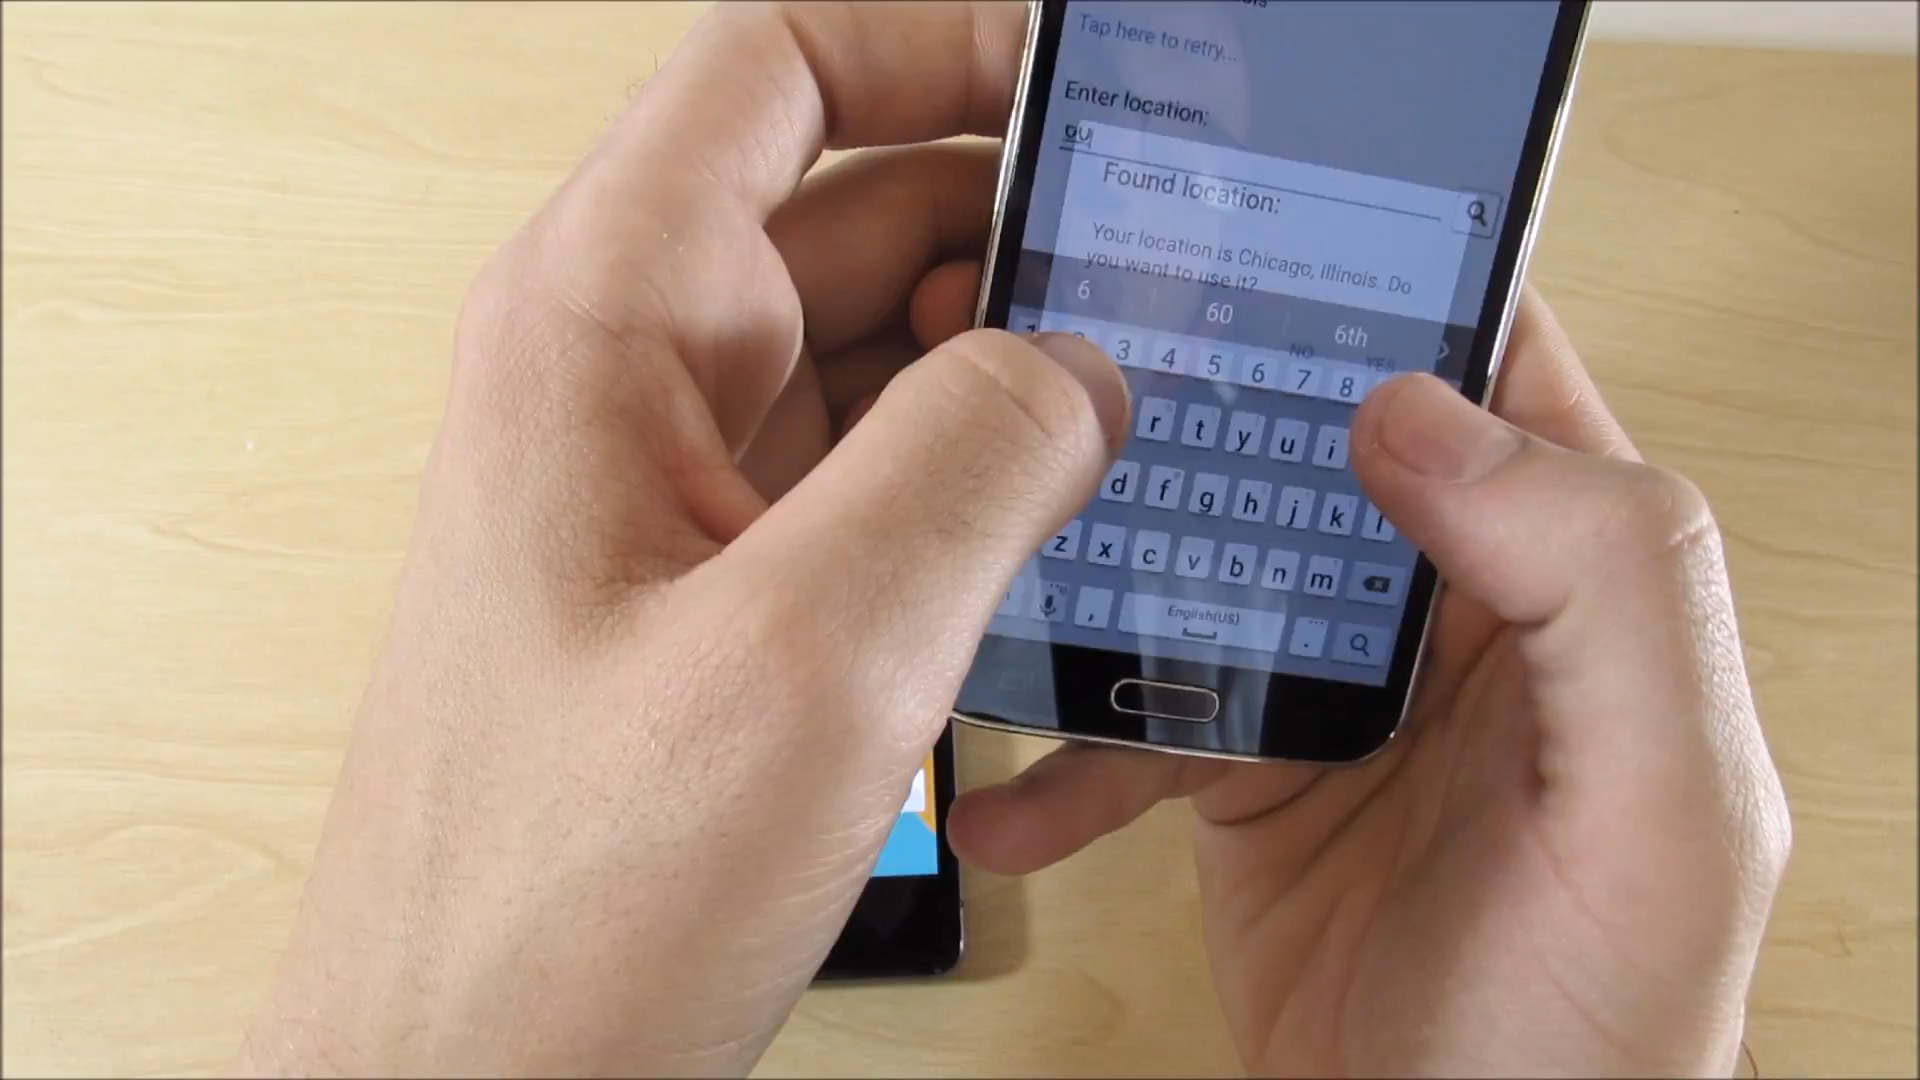 Tap here to retry...
Enter location:
Found location:
Your location is Chicago, Illinois. Do
you want to use it?
6 60 6th
NO YES
3 4 5 6 7 8
r t y u i
d f g h j k l
z x c v b n m
, English(US) .